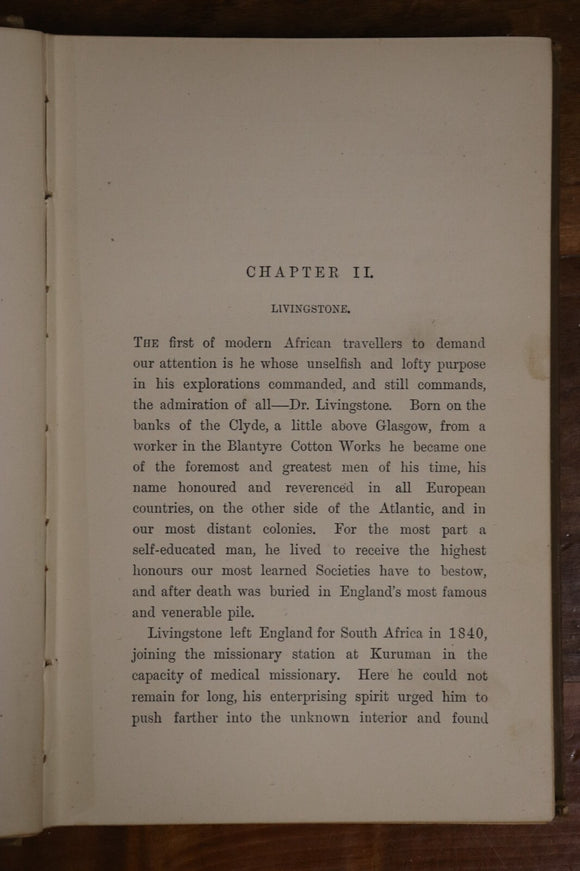 CHAPTER II.
LIVINGSTONE.
THE first of modern African travellers to demand
our attention is he whose unselfish and lofty purpose
in his explorations commanded, and still commands,
the admiration of all—Dr. Livingstone. Born on the
banks of the Clyde, a little above Glasgow, from a
worker in the Blantyre Cotton Works he became one
of the foremost and greatest men of his time, his
name honoured and reverenced in all European
countries, on the other side of the Atlantic, and in
our most distant colonies. For the most part a
self-educated man, he lived to receive the highest
honours our most learned Societies have to bestow,
and after death was buried in England's most famous
and venerable pile.
Livingstone left England for South Africa in 1840,
joining the missionary station at Kuruman in the
capacity of medical missionary. Here he could not
remain for long, his enterprising spirit urged him to
push farther into the unknown interior and found